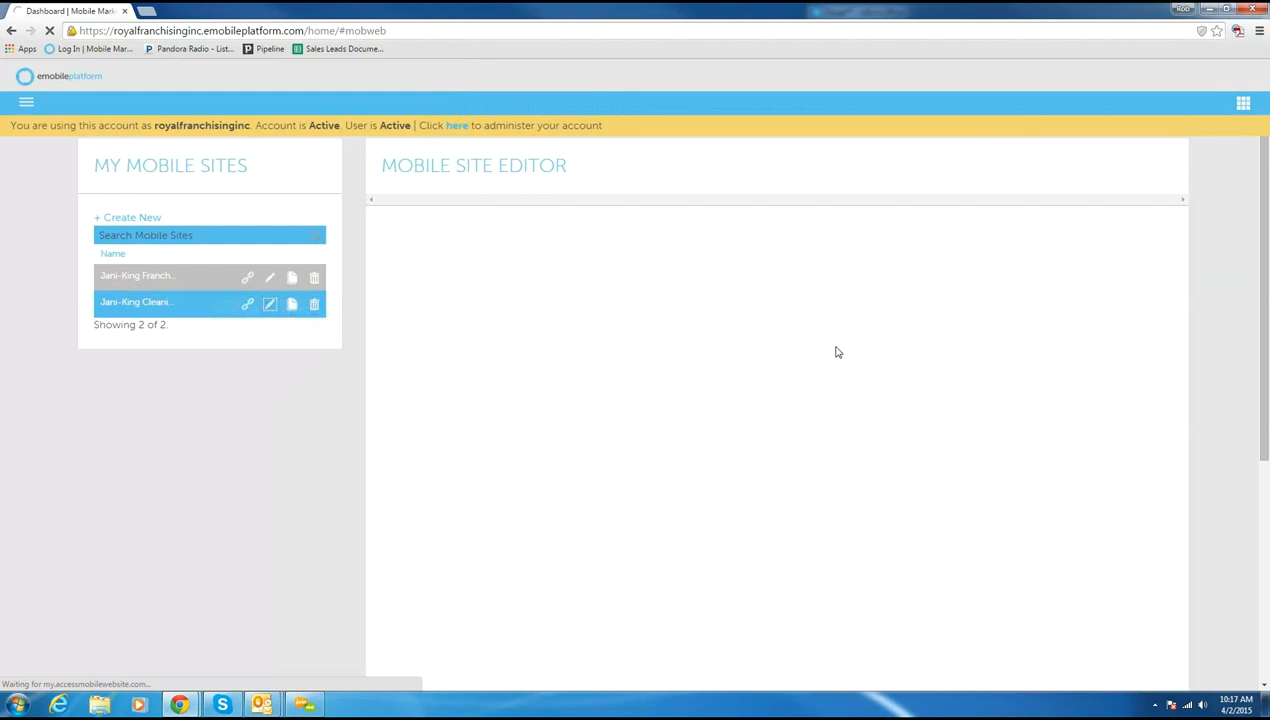 Dashboard | Mobile Mark
Rod
https://royalfranchisinginc.emobileplatform.com/home/#mobweb
Apps Log In | Mobile Mar... Pandora Radio - List... Pipeline Sales Leads Docume...
emobileplatform
You are using this account as royalfranchisinginc. Account is Active. User is Active | Click here to administer your account
MY MOBILE SITES
MOBILE SITE EDITOR
+ Create New
Search Mobile Sites
Name
Jani-King Franch...
Jani-King Cleani...
Showing 2 of 2.
Waiting for my.accessmobilewebsite.com...
10:17 AM
4/2/2015